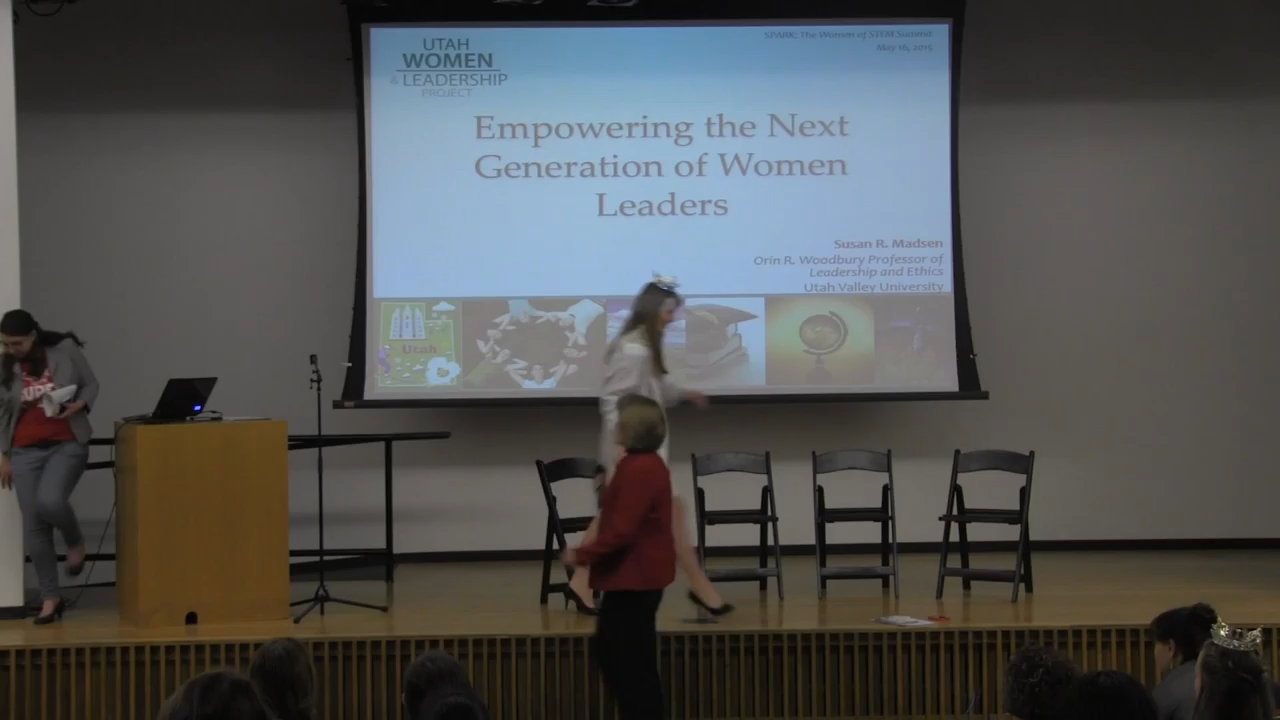 UTAH
WOMEN
& LEADERSHIP
PROJECT
SPARK: The Women of STEM Summit
May 16, 2015
Empowering the Next
Generation of Women
Leaders
Susan R. Madsen
Orin R. Woodbury Professor of
Leadership and Ethics
Utah Valley University
Utah